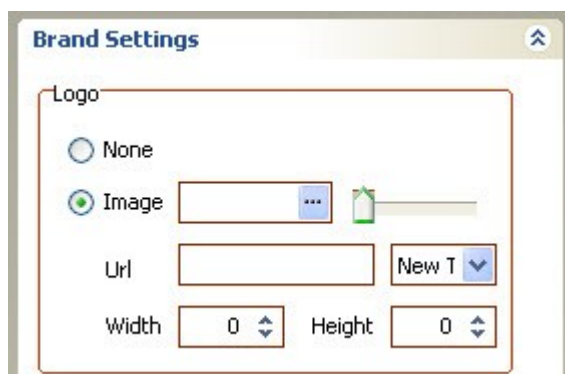 Brand Settings
Logo
None
Image ...
Url New T
Width 0 Height 0